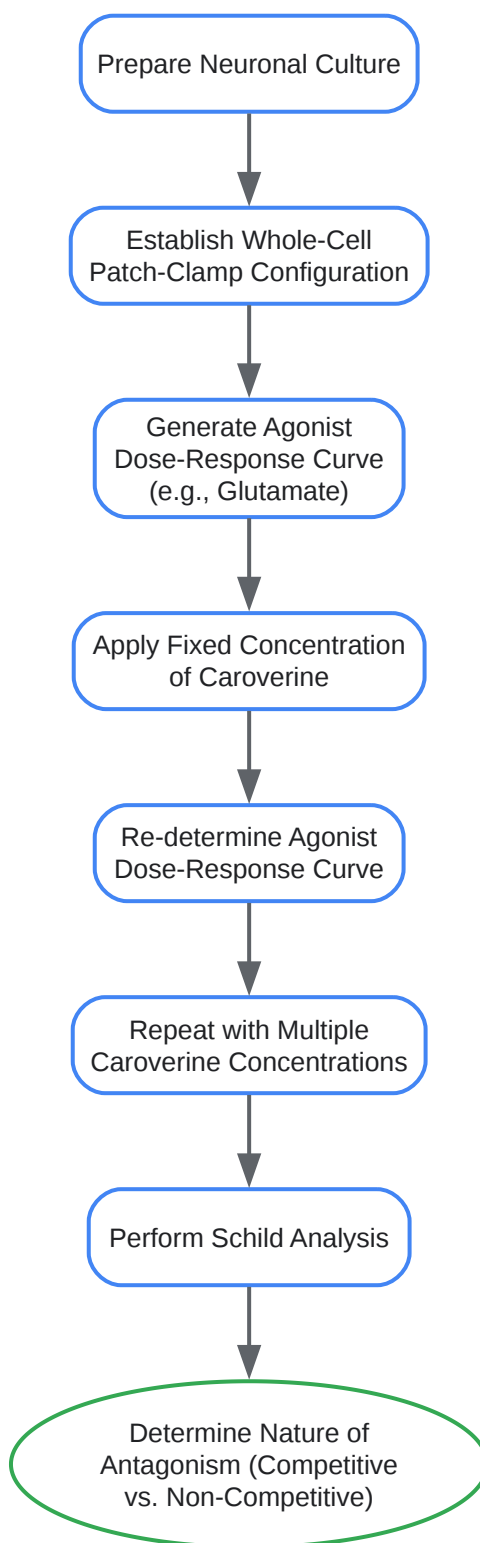 Prepare Neuronal Culture
Establish Whole-Cell
Patch-Clamp Configuration
Generate Agonist
Dose-Response Curve
(e.g., Glutamate)
Apply Fixed Concentration
of Caroverine
Re-determine Agonist
Dose-Response Curve
Repeat with Multiple
Caroverine Concentrations
Perform Schild Analysis
Determine Nature of
Antagonism (Competitive
vs. Non-Competitive)